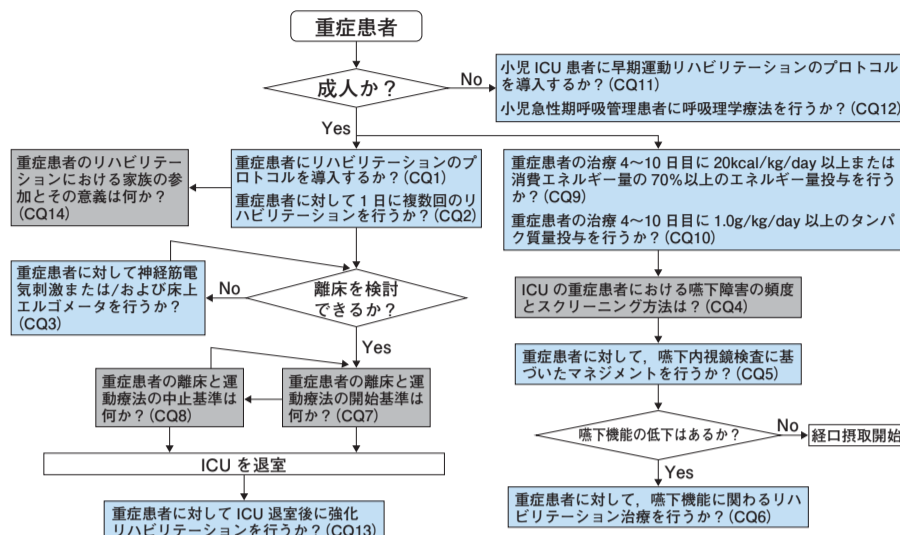 重症患者
成人か？
No
Yes
小児 ICU 患者に早期運動リハビリテーションのプロトコル
を導入するか？(CQ11)
小児急性期呼吸管理患者に呼吸理学療法を行うか？(CQ12)
重症患者のリハビリテー
ションにおける家族の参
加とその意義は何か？
(CQ14)
重症患者にリハビリテーションのプ
ロトコルを導入するか？(CQ1)
重症患者に対して 1 日に複数回のリ
ハビリテーションを行うか？(CQ2)
重症患者の治療 4〜10 日目に 20kcal/kg/day 以上または
消費エネルギー量の 70％以上のエネルギー量投与を行う
か？(CQ9)
重症患者の治療 4〜10 日目に 1.0g/kg/day 以上のタンパ
ク質量投与を行うか？(CQ10)
重症患者に対して神経筋電
気刺激または/および床上
エルゴメータを行うか？
(CQ3)
No
離床を検討
できるか？
Yes
ICU の重症患者における嚥下障害の頻度
とスクリーニング方法は？(CQ4)
重症患者に対して，嚥下内視鏡検査に基
づいたマネジメントを行うか？(CQ5)
重症患者の離床と運
動療法の中止基準は
何か？(CQ8)
重症患者の離床と運
動療法の開始基準は
何か？(CQ7)
嚥下機能の低下はあるか？
No
経口摂取開始
Yes
ICU を退室
重症患者に対して，嚥下機能に関わるリハ
ビリテーション治療を行うか？(CQ6)
重症患者に対して ICU 退室後に強化
リハビリテーションを行うか？(CQ13)